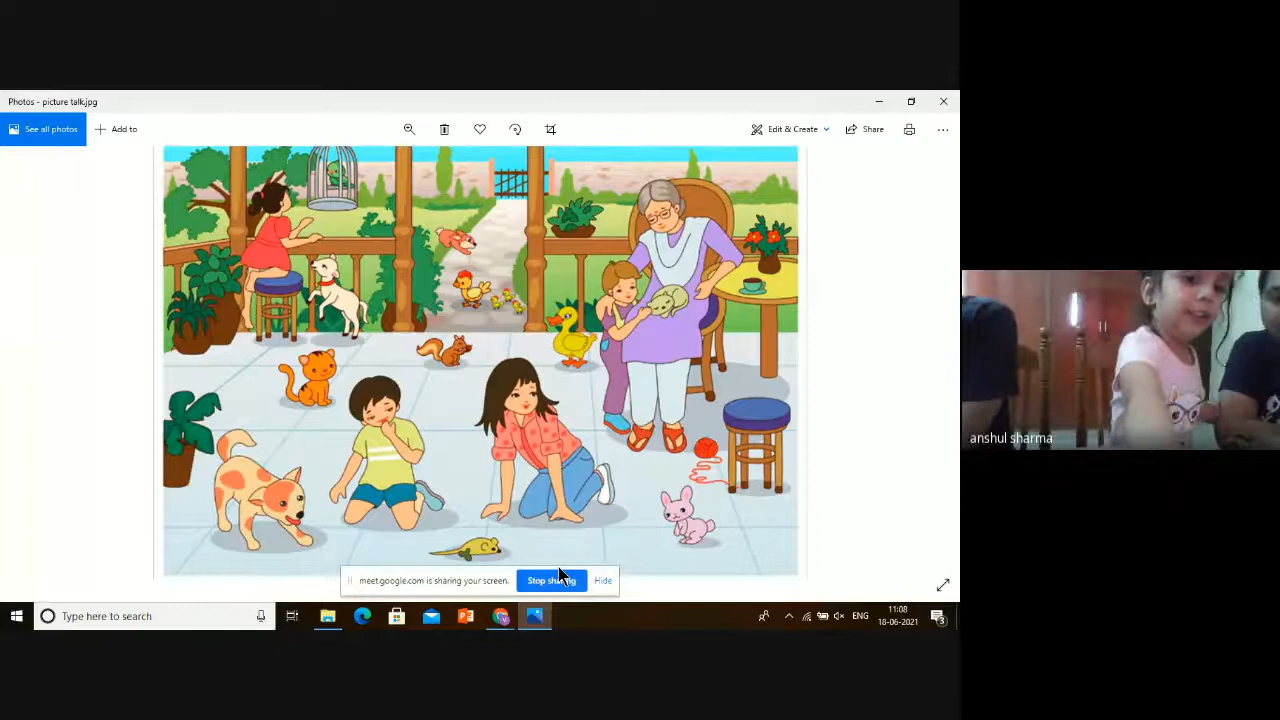 Photos - picture talk.jpg
See all photos
Add to
Edit & Create
Share
anshul sharma
meet.google.com is sharing your screen.
Stop sharing
Hide
Type here to search
ENG
11:08
18-06-2021
3